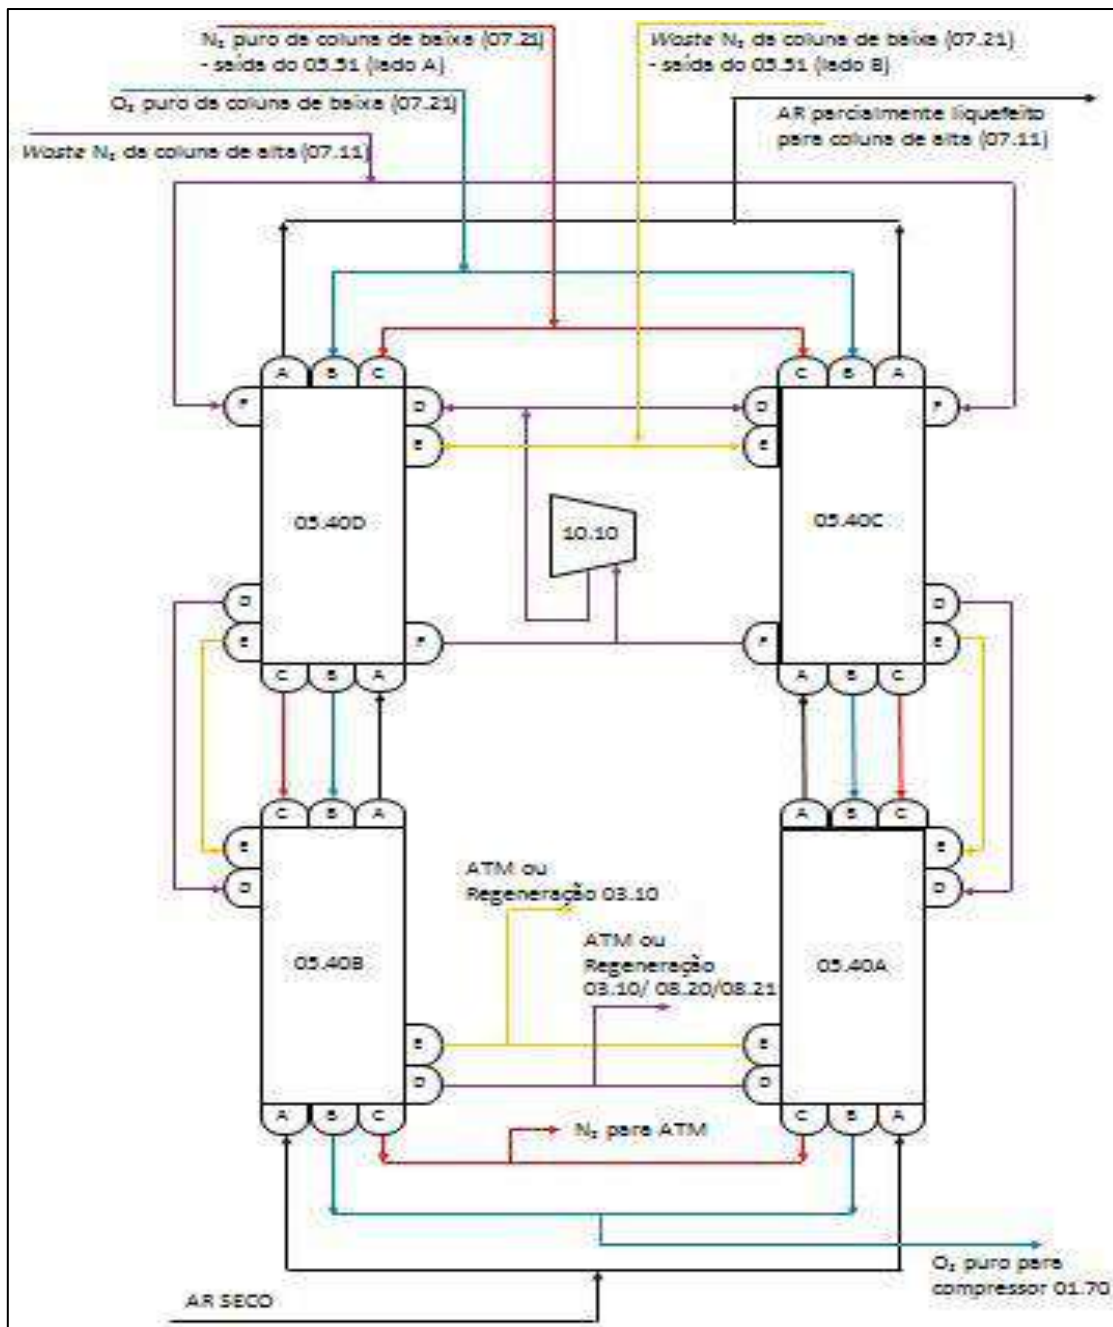 N₂ puro da coluna de baixa (07.21)
- saída do 05.51 (lado A)
Waste N₂ da coluna de baixa (07.21)
- saída do 05.51 (lado B)
O₂ puro da coluna de baixa (07.21)
AR parcialmente liquefeito
para coluna de alta (07.11)
Waste N₂ da coluna de alta (07.11)
A B C
C B A
F
D
D
F
E
E
05.40D
10.10
05.40C
D
D
E
F
F
E
C B A
A B C
C B A
A B C
E
E
D
D
ATM ou
Regeneração 03.10
ATM ou
Regeneração
03.10/ 08.20/08.21
05.40B
05.40A
E
E
D
D
A B C
C B A
N₂ para ATM
O₂ puro para
compressor 01.70
AR SECO